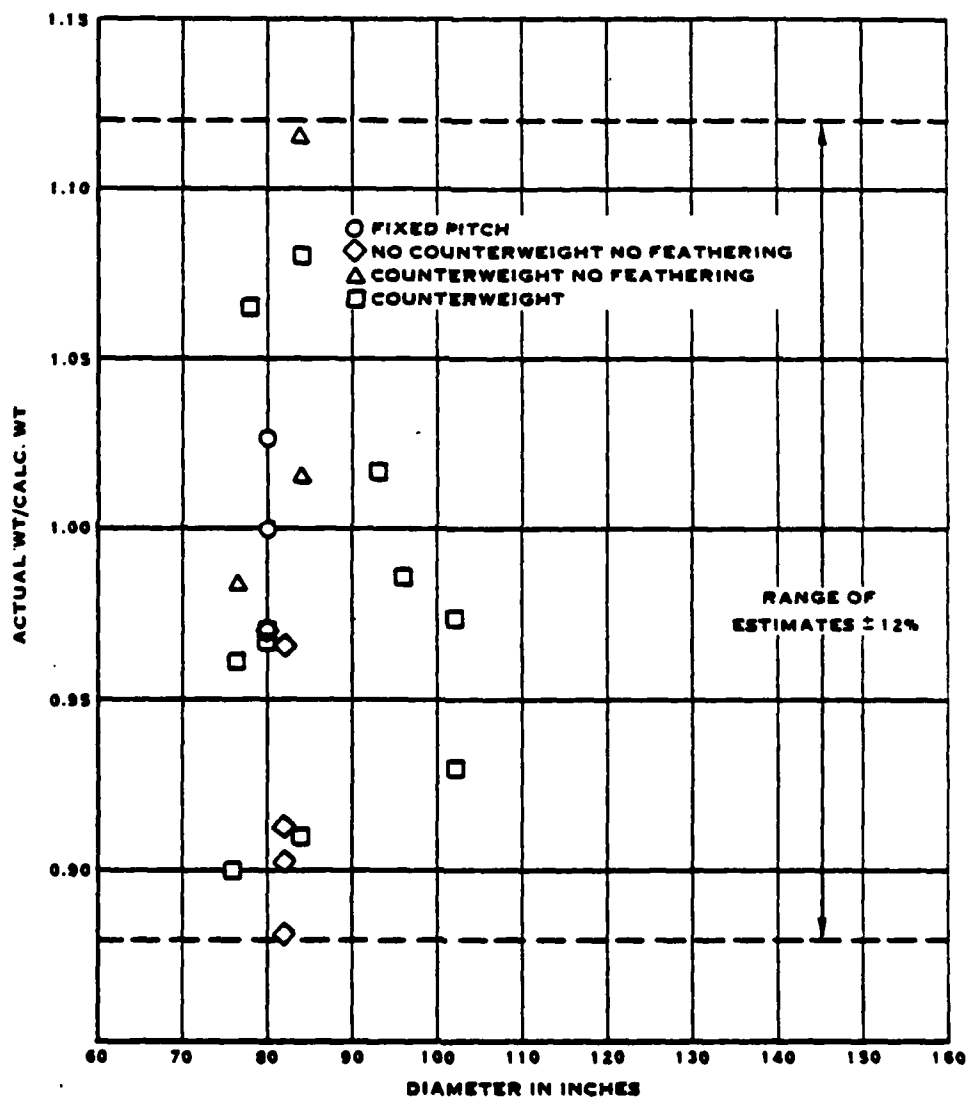 1.15
1.10
FIXED PITCH
NO COUNTERWEIGHT NO FEATHERING
COUNTERWEIGHT NO FEATHERING
COUNTERWEIGHT
1.05
ACTUAL WT/CALC. WT
1.00
RANGE OF
ESTIMATES ± 12%
0.95
0.90
60 70 80 90 100 110 120 130 140 150 160
DIAMETER IN INCHES